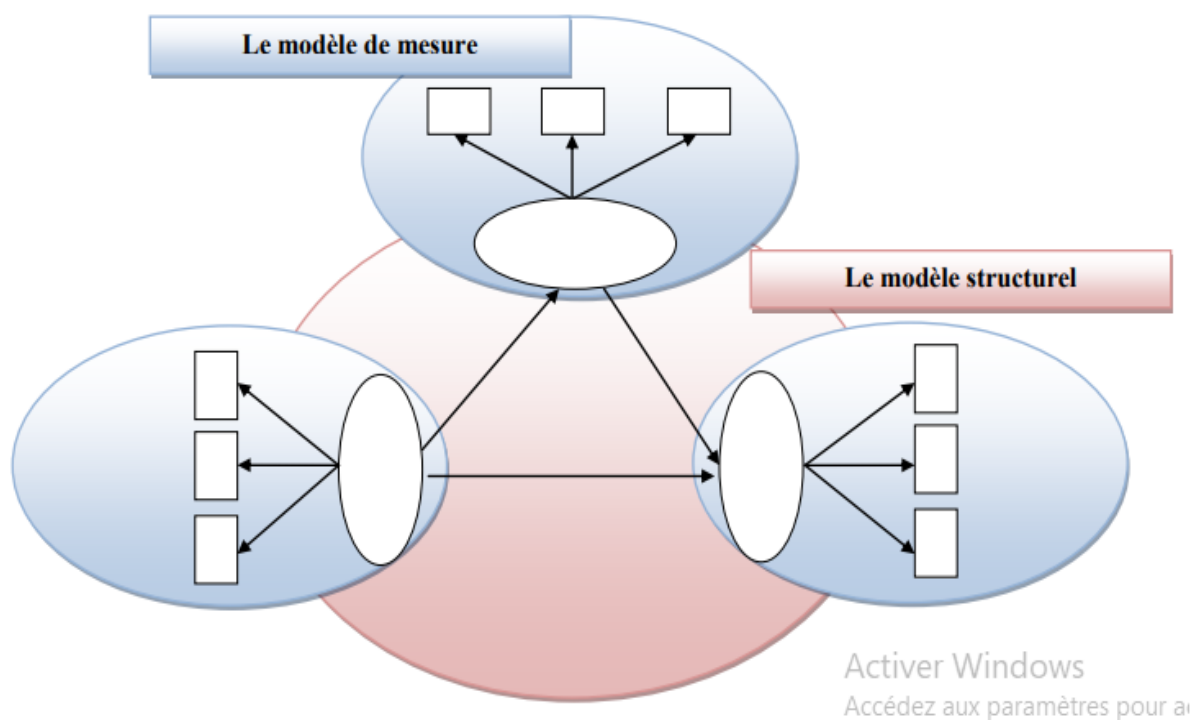 Le modèle de mesure
Le modèle structurel
Activer Windows
Accédez aux paramètres pour